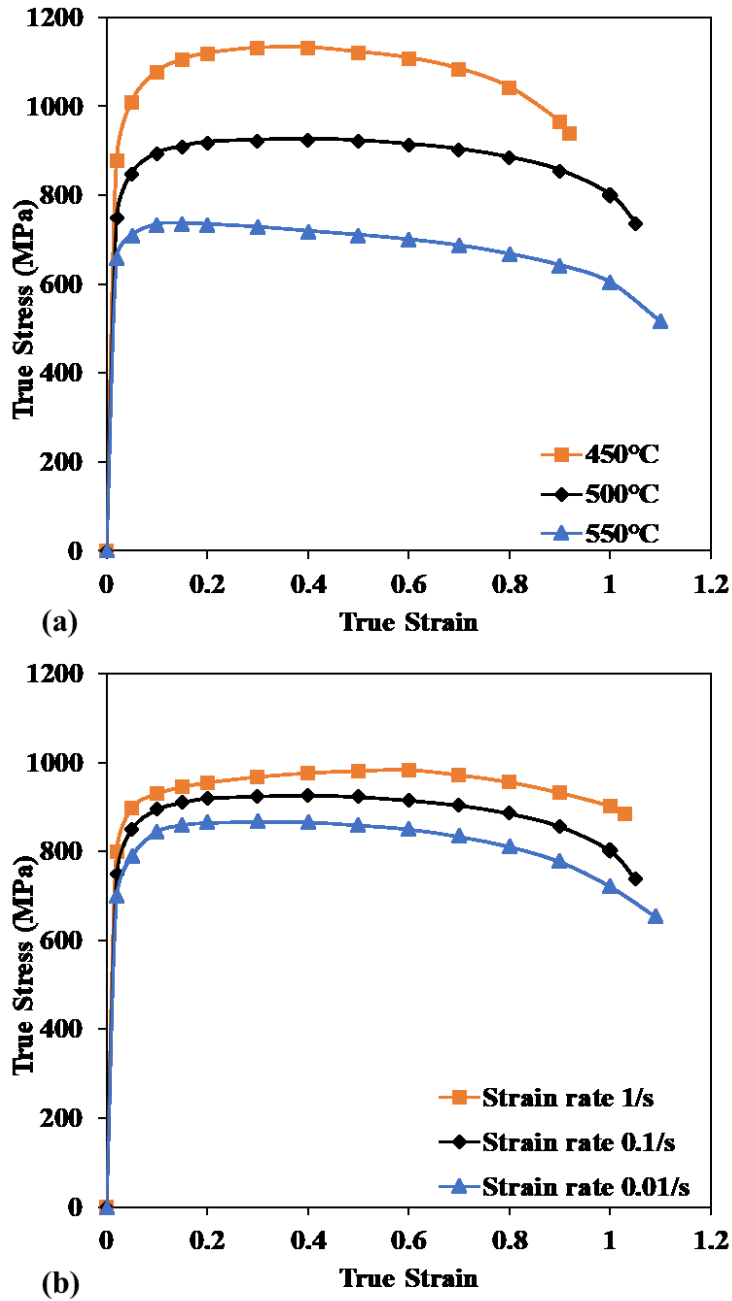 1200
1000
800
600
400
200
0
True Stress (MPa)
450°C
500°C
550°C
0 0.2 0.4 0.6 0.8 1 1.2
True Strain
(a)
1200
1000
800
600
400
200
0
True Stress (MPa)
Strain rate 1/s
Strain rate 0.1/s
Strain rate 0.01/s
0 0.2 0.4 0.6 0.8 1 1.2
True Strain
(b)